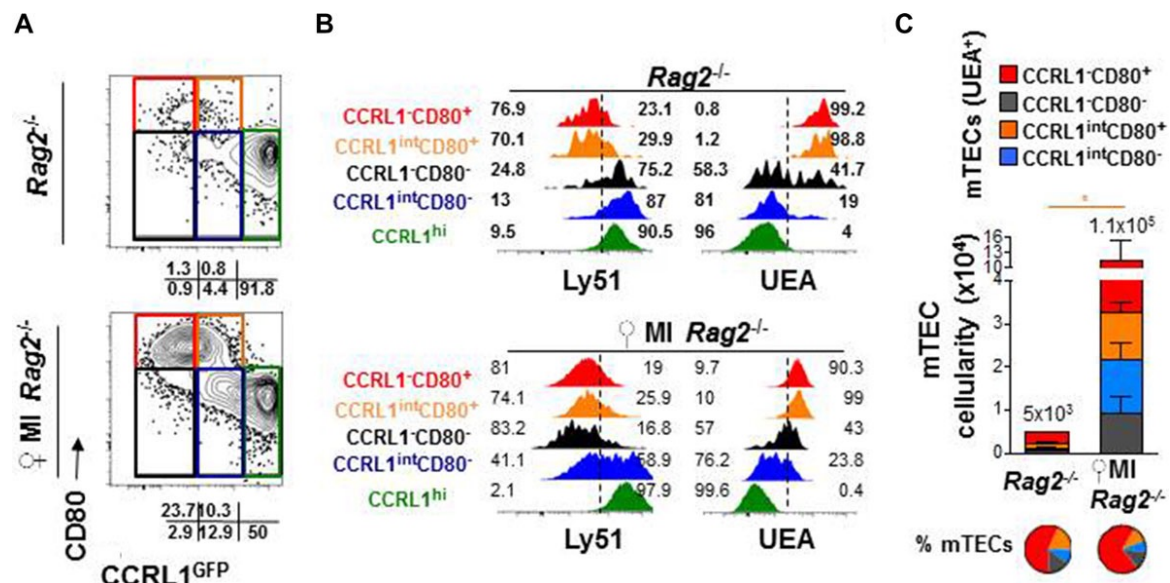 A
Rag2-/-
1.3 0.8
0.9 4.4 91.8
♀ MI Rag2-/-
CD80
23.7 10.3
2.9 12.9 50
CCRL1GFP
B
Rag2-/-
CCRL1-CD80+ 76.9 23.1 0.8 99.2
CCRL1intCD80+ 70.1 29.9 1.2 98.8
CCRL1-CD80- 24.8 75.2 58.3 41.7
CCRL1intCD80- 13 87 81 19
CCRL1hi 9.5 90.5 96 4
Ly51 UEA
♀ MI Rag2-/-
CCRL1-CD80+ 81 19 9.7 90.3
CCRL1intCD80+ 74.1 25.9 10 99
CCRL1-CD80- 83.2 16.8 57 43
CCRL1intCD80- 41.1 58.9 76.2 23.8
CCRL1hi 2.1 97.9 99.6 0.4
Ly51 UEA
C
mTECs (UEA+)
CCRL1-CD80+
CCRL1-CD80-
CCRL1intCD80+
CCRL1intCD80-
*
mTEC
cellularity (x10⁴)
16
13
10
4
3
2
1
0
1.1x10⁵
5x10³
Rag2-/-
♀ MI
Rag2-/-
% mTECs